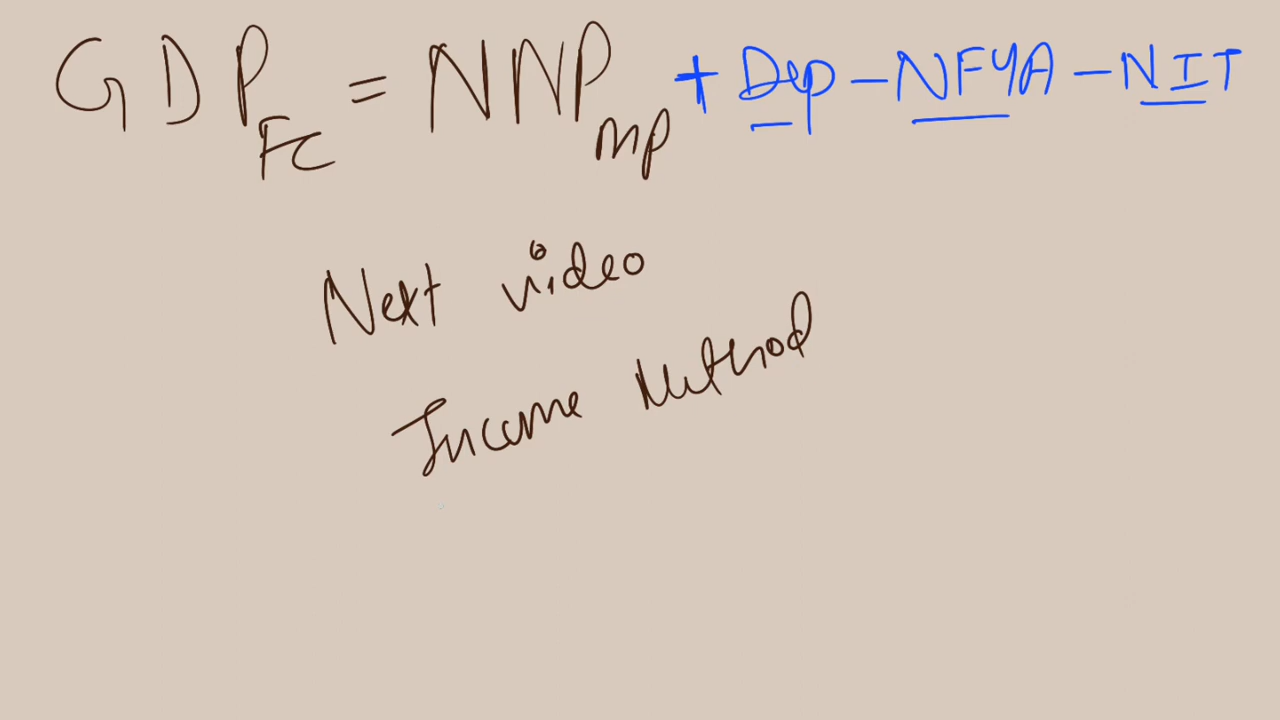 GDP FC = NNP MP + Dep - NFYA - NIT
Next video
Income Method